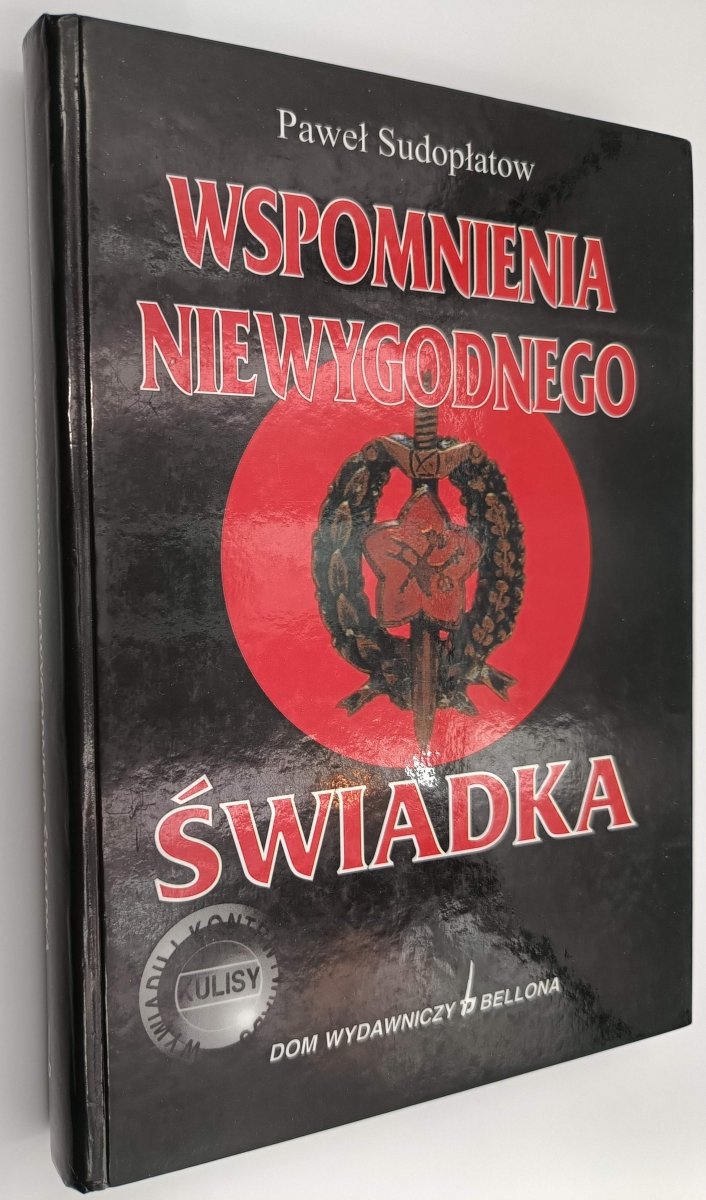 Paweł Sudopłatow
WSPOMNIENIA
NIEWYGODNEGO
ŚWIADKA
KULISY
DOM WYDAWNICZY BELLONA